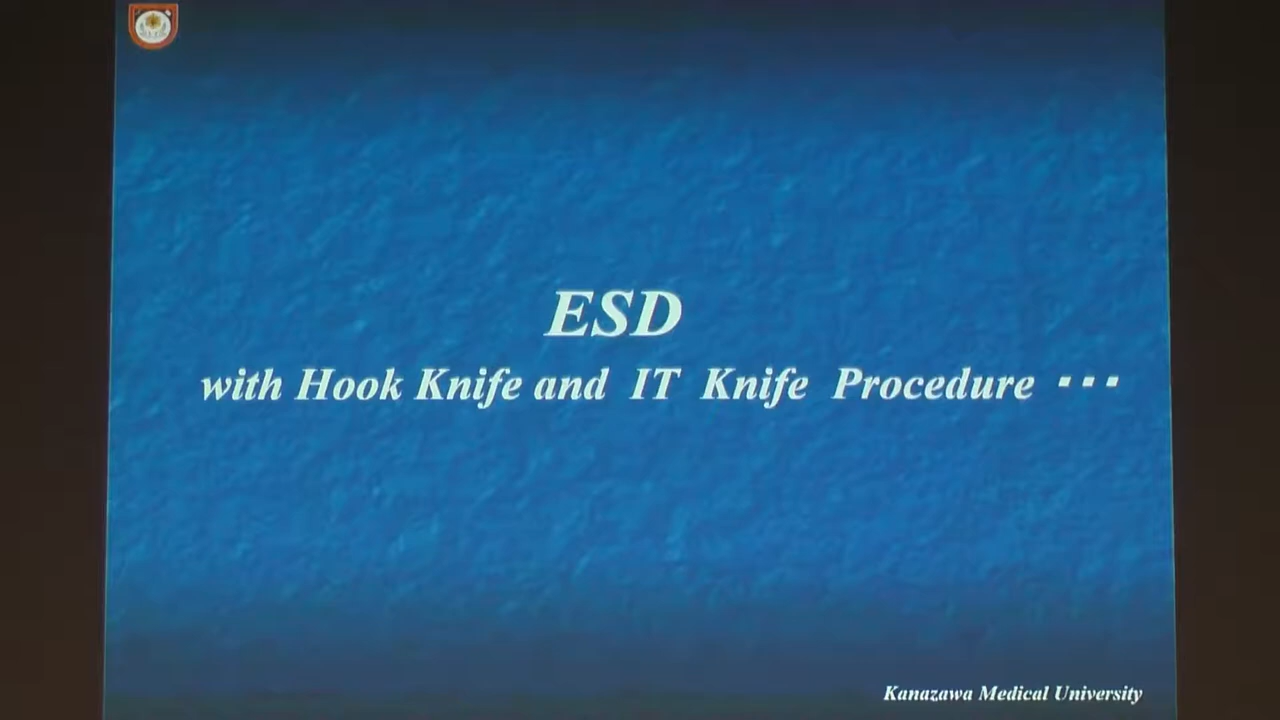 ESD
with Hook Knife and IT Knife Procedure ▪▪▪
Kanazawa Medical University